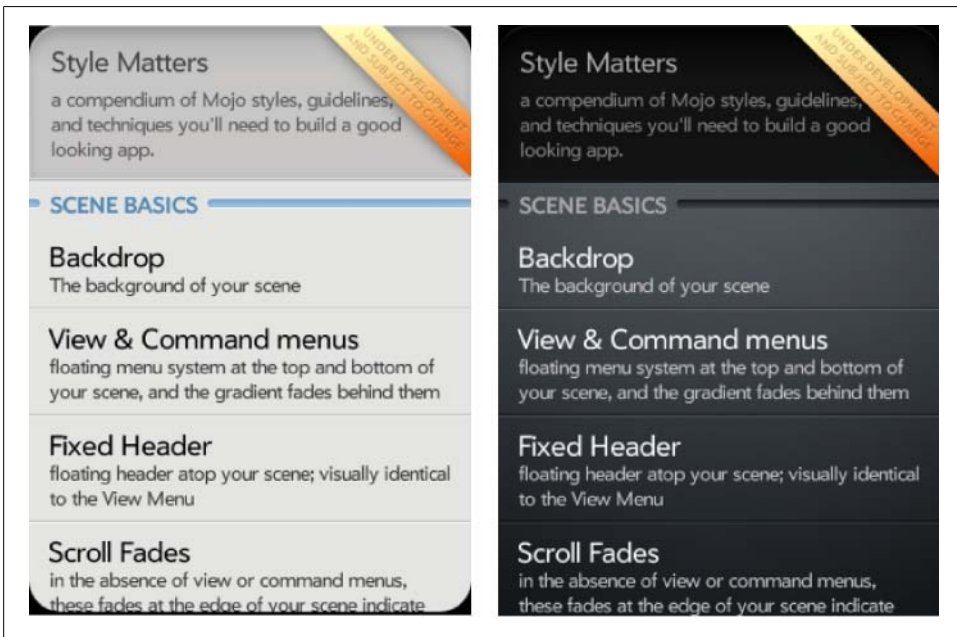 Style Matters
a compendium of Mojo styles, guidelines,
and techniques you'll need to build a good
looking app.
UNDER DEVELOPMENT
AND SUBJECT TO CHANGE
SCENE BASICS
Backdrop
The background of your scene
View & Command menus
floating menu system at the top and bottom of
your scene, and the gradient fades behind them
Fixed Header
floating header atop your scene; visually identical
to the View Menu
Scroll Fades
in the absence of view or command menus,
these fades at the edge of your scene indicate
Style Matters
a compendium of Mojo styles, guidelines,
and techniques you'll need to build a good
looking app.
UNDER DEVELOPMENT
AND SUBJECT TO CHANGE
SCENE BASICS
Backdrop
The background of your scene
View & Command menus
floating menu system at the top and bottom of
your scene, and the gradient fades behind them
Fixed Header
floating header atop your scene; visually identical
to the View Menu
Scroll Fades
in the absence of view or command menus,
these fades at the edge of your scene indicate